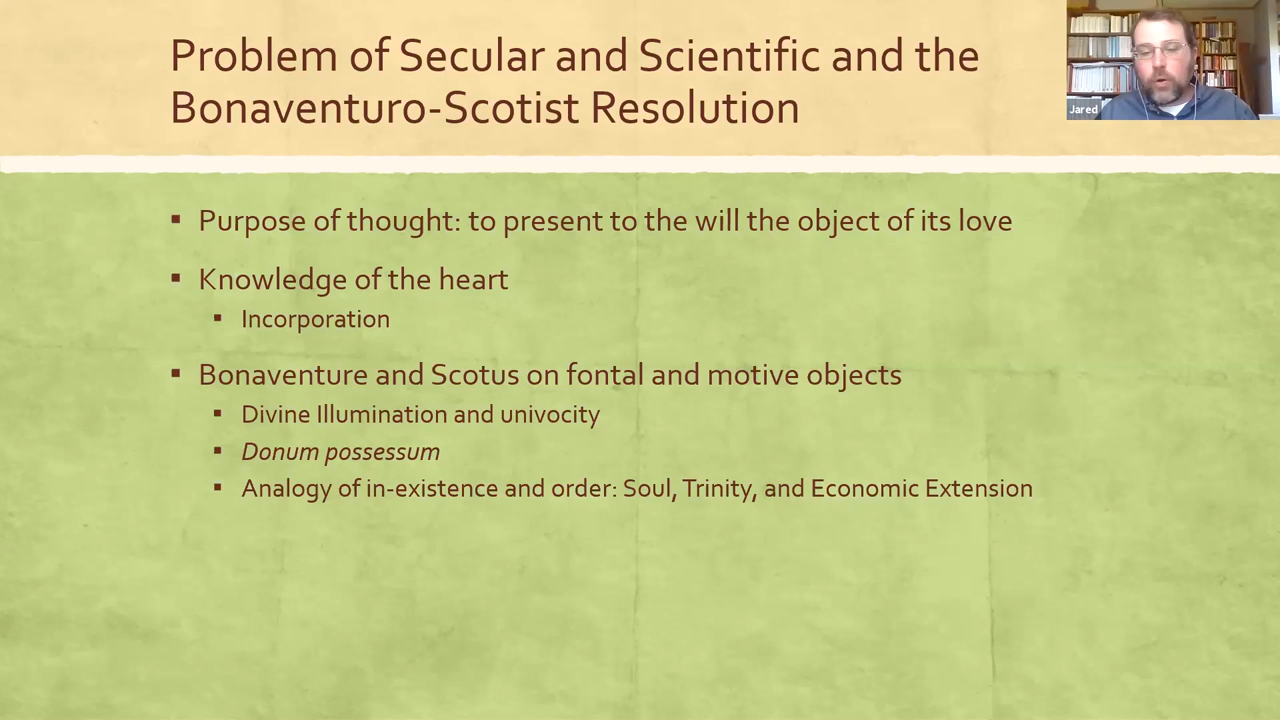 Problem of Secular and Scientific and the
Bonaventuro-Scotist Resolution
Jared
▪ Purpose of thought: to present to the will the object of its love
▪ Knowledge of the heart
▪ Incorporation
▪ Bonaventure and Scotus on fontal and motive objects
▪ Divine Illumination and univocity
▪ Donum possessum
▪ Analogy of in-existence and order: Soul, Trinity, and Economic Extension